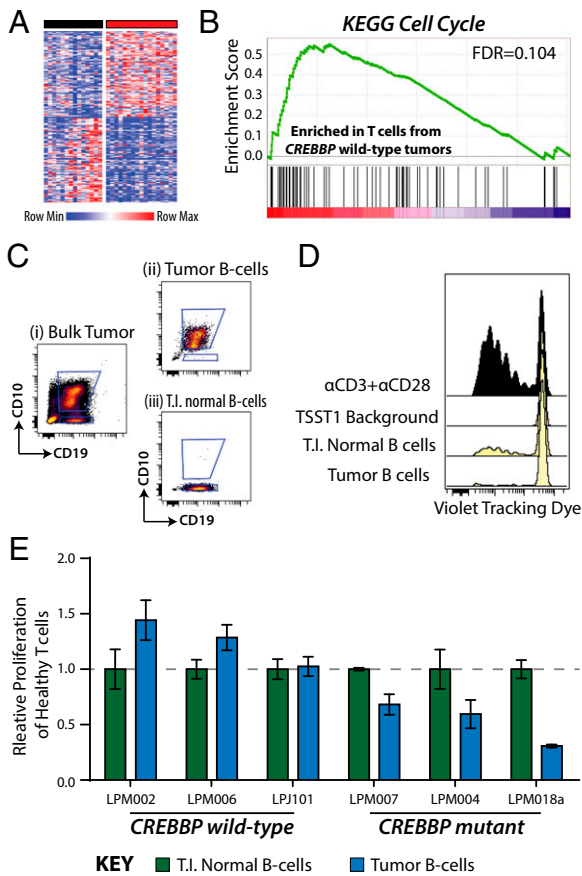 A
Row Min
Row Max
B
KEGG Cell Cycle
FDR=0.104
Enrichment Score
0.5
0.4
0.3
0.2
0.1
0.0
Enriched in T cells from
CREBBP wild-type tumors
C
(i) Bulk Tumor
CD10
CD19
(ii) Tumor B-cells
(iii) T.I. normal B-cells
CD10
CD19
D
αCD3+αCD28
TSST1 Background
T.I. Normal B cells
Tumor B cells
Violet Tracking Dye
E
Rleative Proliferation
of Healthy T cells
2.0
1.5
1.0
0.5
0.0
LPM002 LPM006 LPJ101 LPM007 LPM004 LPM018a
CREBBP wild-type CREBBP mutant
KEY T.I. Normal B-cells Tumor B-cells